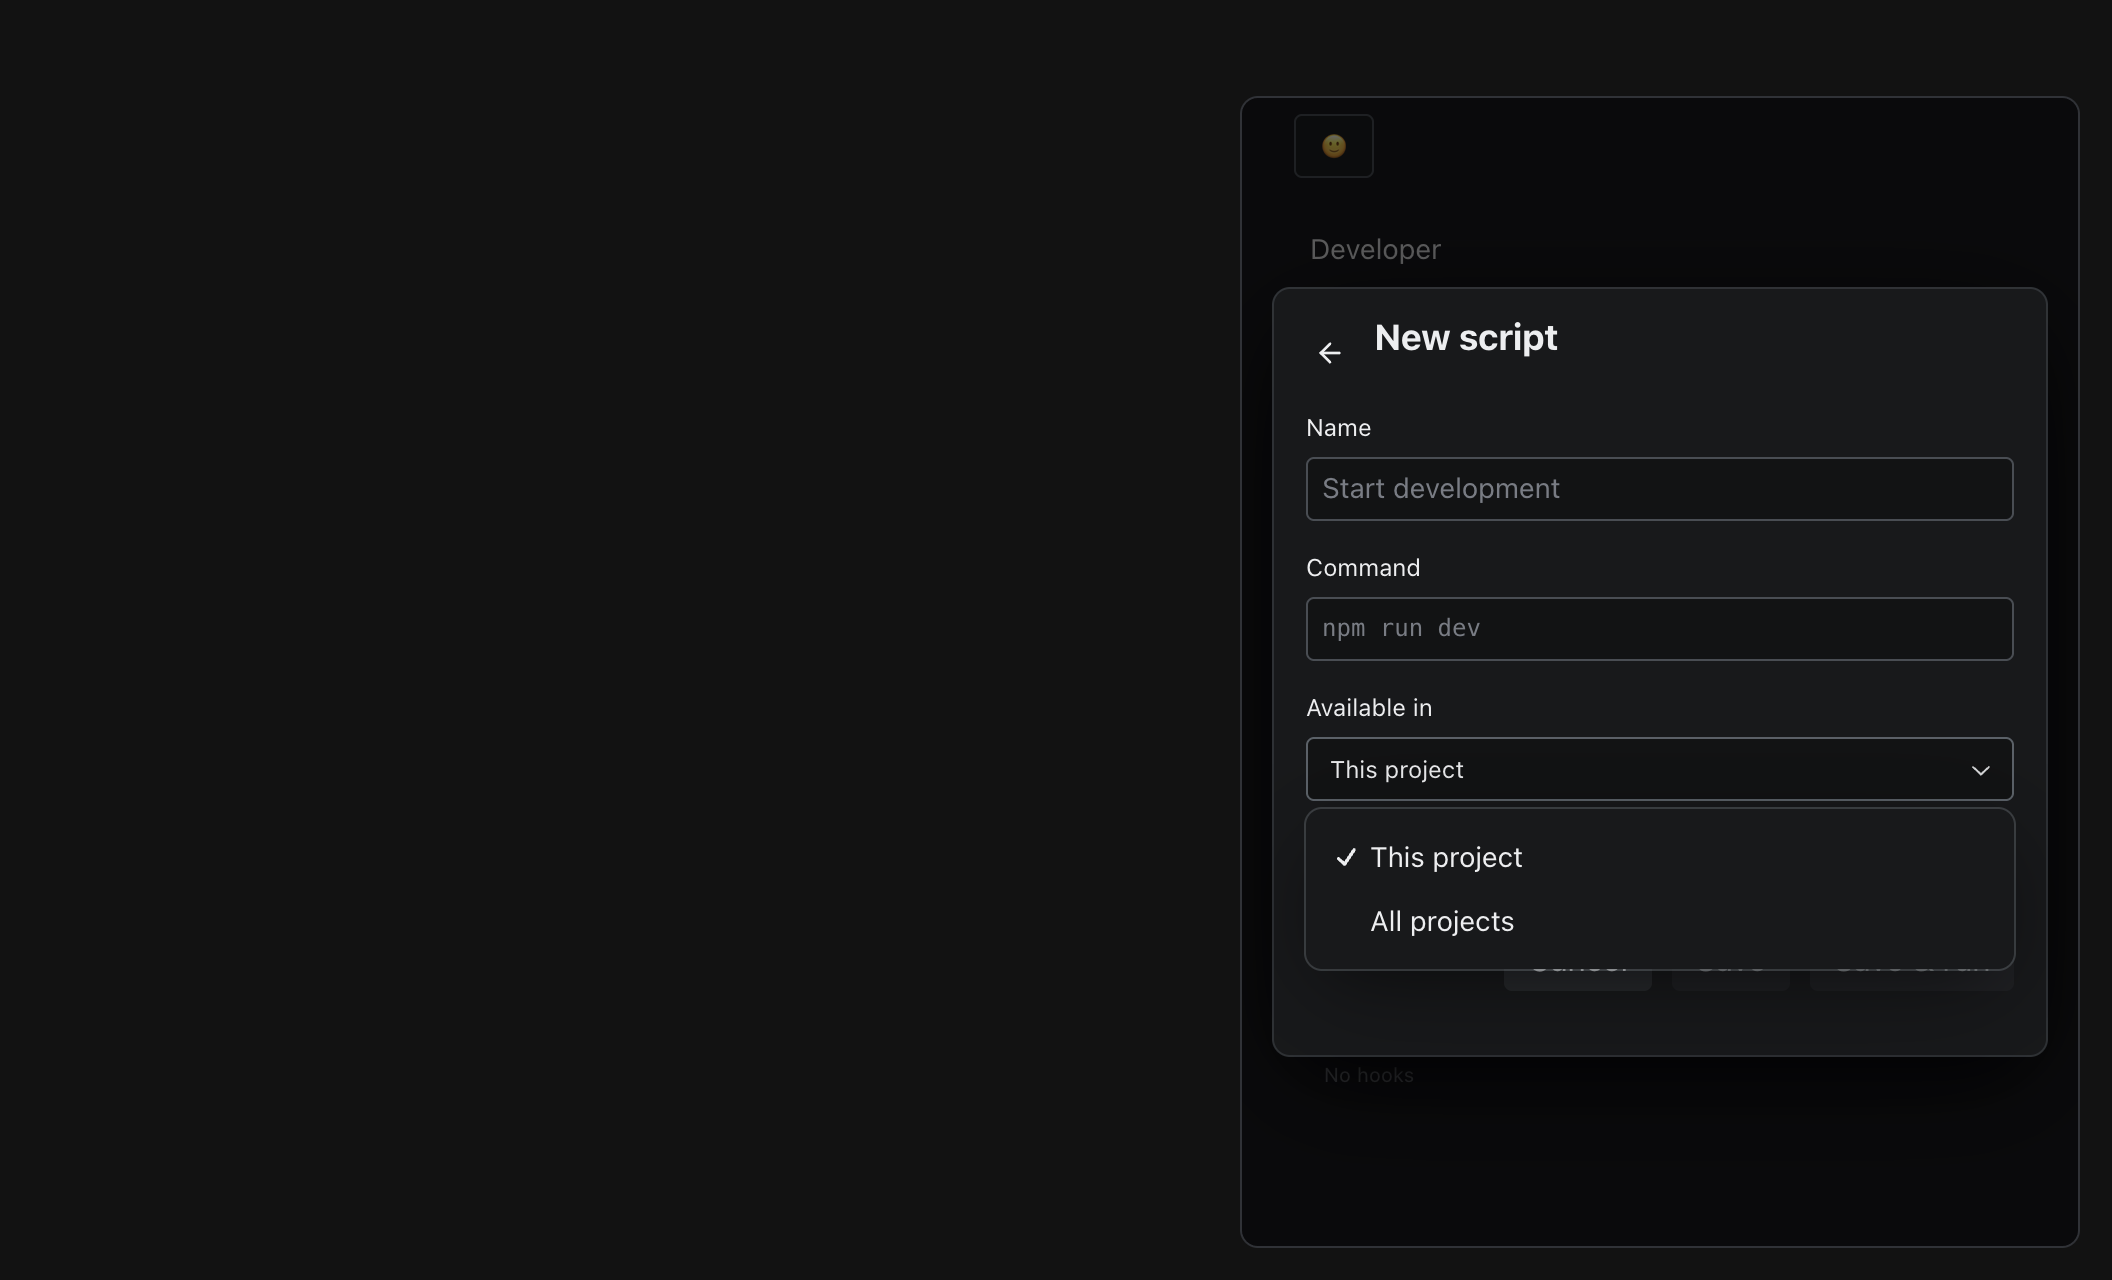 Developer
New script
Name
Start development
Command
npm run dev
Available in
This project
This project
All projects
No hooks